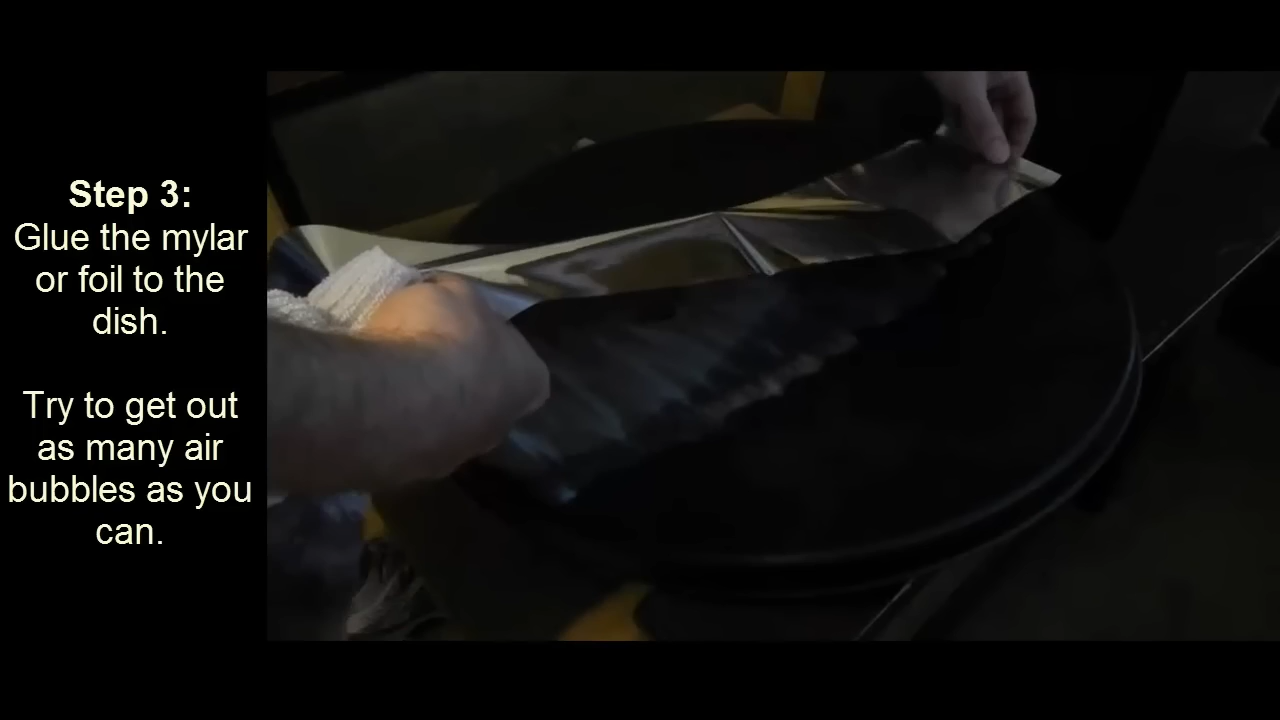 Step 3:
Glue the mylar
or foil to the
dish.
Try to get out
as many air
bubbles as you
can.